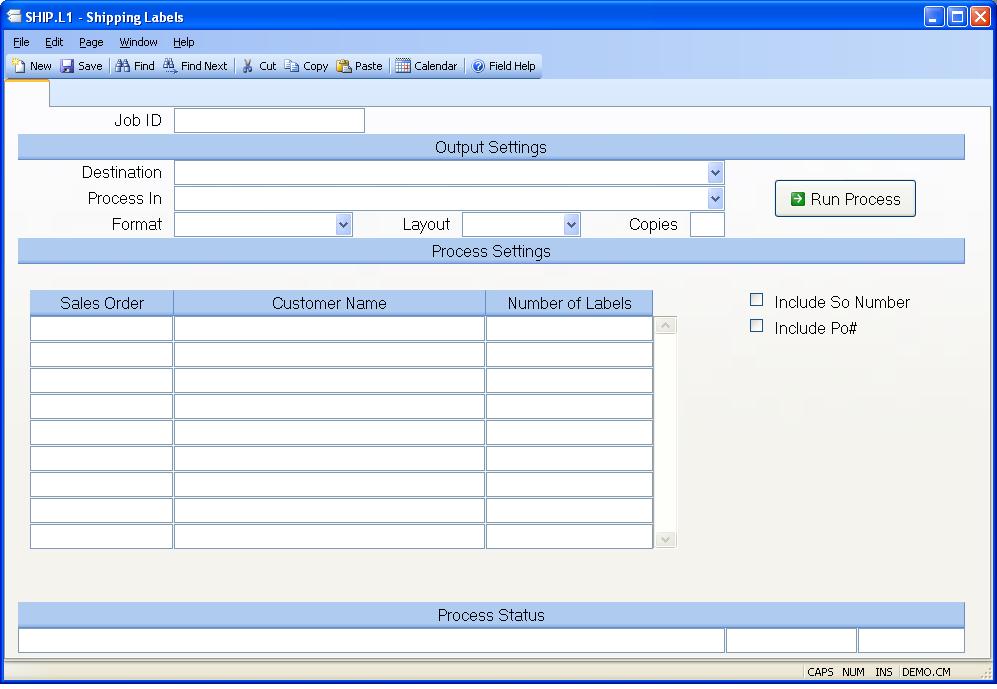 SHIP.L1 - Shipping Labels
File Edit Page Window Help
New Save Find Find Next Cut Copy Paste Calendar Field Help
Job ID
Output Settings
Destination
Process In
Run Process
Format Layout Copies
Process Settings
Sales Order Customer Name Number of Labels
Include So Number
Include Po#
Process Status
CAPS NUM INS DEMO.CM